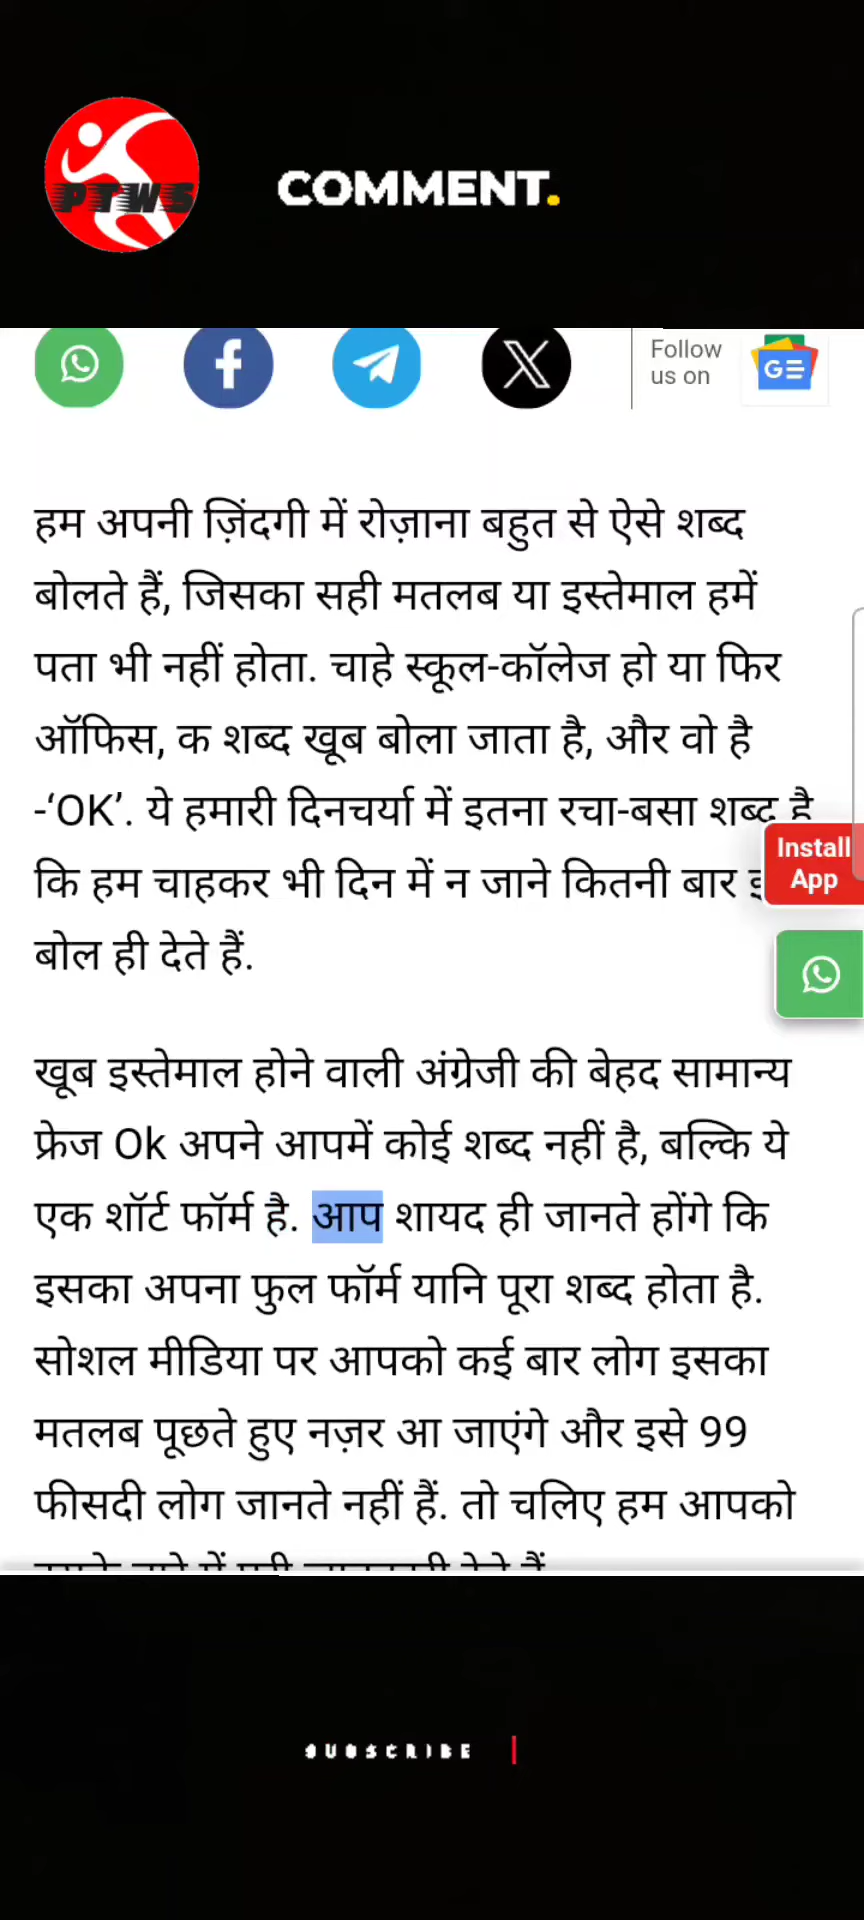 PTWS
COMMENT.
Follow
us on
GE
हम अपनी ज़िंदगी में रोज़ाना बहुत से ऐसे शब्द
बोलते हैं, जिसका सही मतलब या इस्तेमाल हमें
पता भी नहीं होता. चाहे स्कूल-कॉलेज हो या फिर
ऑफिस, क शब्द खूब बोला जाता है, और वो है
-‘OK’. ये हमारी दिनचर्या में इतना रचा-बसा शब्द है
कि हम चाहकर भी दिन में न जाने कितनी बार
बोल ही देते हैं.
Install
App
खूब इस्तेमाल होने वाली अंग्रेजी की बेहद सामान्य
फ्रेज Ok अपने आपमें कोई शब्द नहीं है, बल्कि ये
एक शॉर्ट फॉर्म है. आप शायद ही जानते होंगे कि
इसका अपना फुल फॉर्म यानि पूरा शब्द होता है.
सोशल मीडिया पर आपको कई बार लोग इसका
मतलब पूछते हुए नज़र आ जाएंगे और इसे 99
फीसदी लोग जानते नहीं हैं. तो चलिए हम आपको
SUBSCRIBE